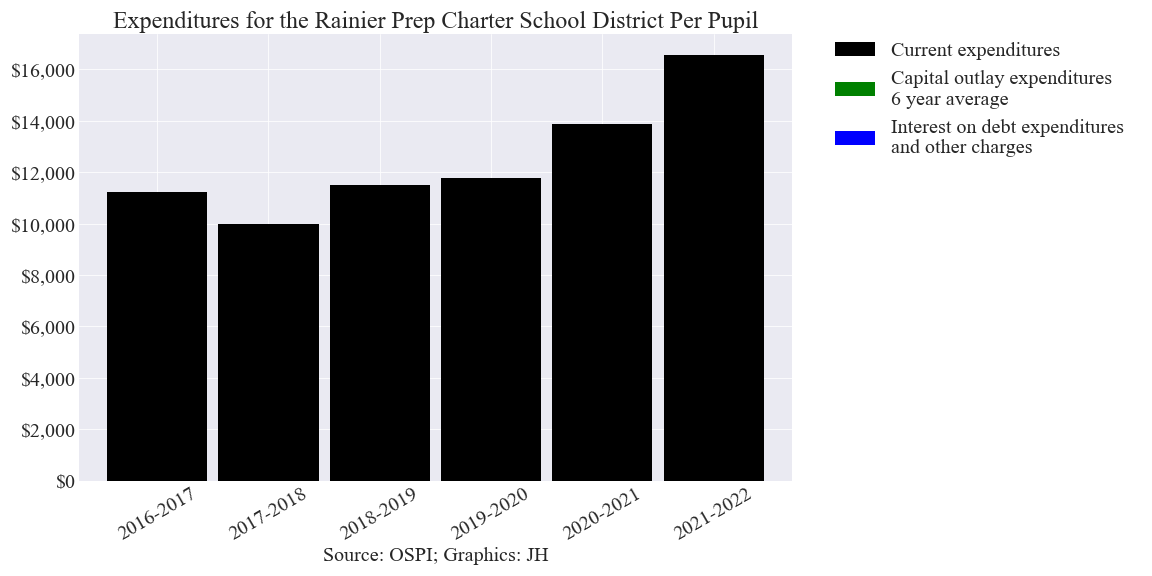 Expenditures for the Rainier Prep Charter School District Per Pupil
Current expenditures
Capital outlay expenditures
6 year average
Interest on debt expenditures
and other charges
$16,000
$14,000
$12,000
$10,000
$8,000
$6,000
$4,000
$2,000
$0
2016-2017
2017-2018
2018-2019
2019-2020
2020-2021
2021-2022
Source: OSPI; Graphics: JH